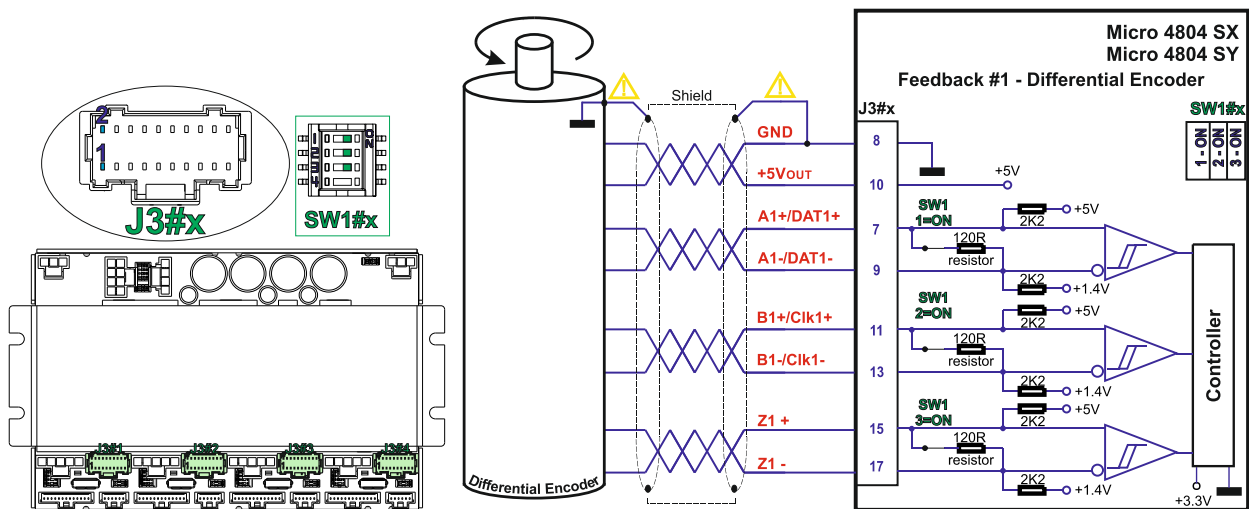 2
1
J3#x
ON
1
2
3
4
SW1#x
J3#1
J3#2
J3#3
J3#4
Differential Encoder
Shield
GND
+5VOUT
A1+/DAT1+
A1-/DAT1-
B1+/Clk1+
B1-/Clk1-
Z1 +
Z1 -
Micro 4804 SX
Micro 4804 SY
Feedback #1 - Differential Encoder
J3#x
SW1#x
1 - ON
2 - ON
3 - ON
8
10
+5V
7
9
SW1
1=ON
120R
resistor
2K2
+5V
2K2
+1.4V
11
13
SW1
2=ON
120R
resistor
2K2
+5V
2K2
+1.4V
15
17
SW1
3=ON
120R
resistor
2K2
+5V
2K2
+1.4V
Controller
+3.3V